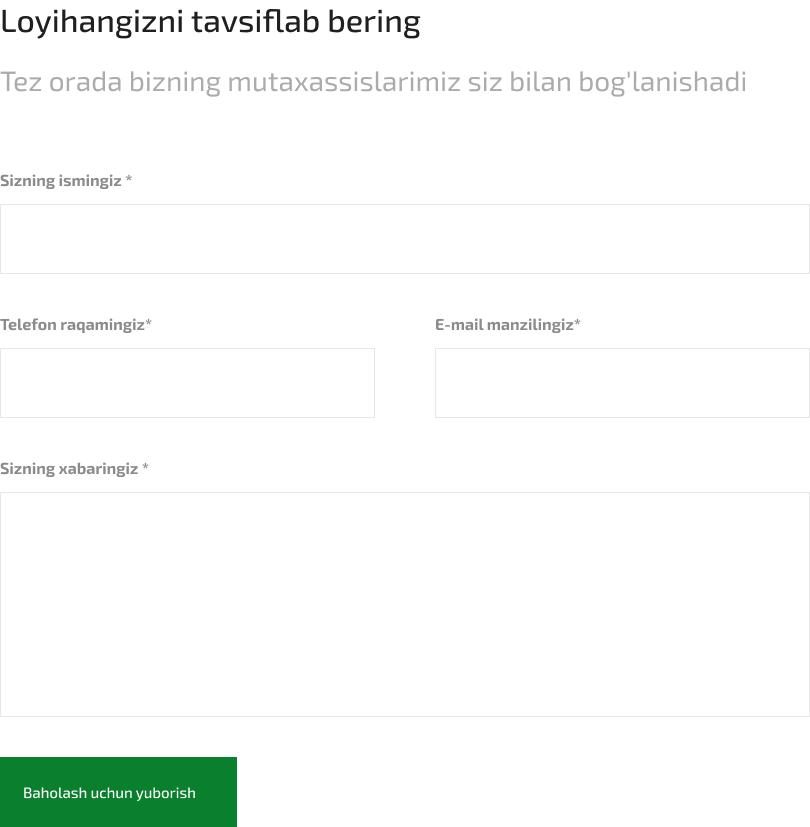 Loyihangizni tavsiflab bering
Tez orada bizning mutaxassislarimiz siz bilan bog'lanishadi
Sizning ismingiz *
Telefon raqamingiz*
E-mail manzilingiz*
Sizning xabaringiz *
Baholash uchun yuborish